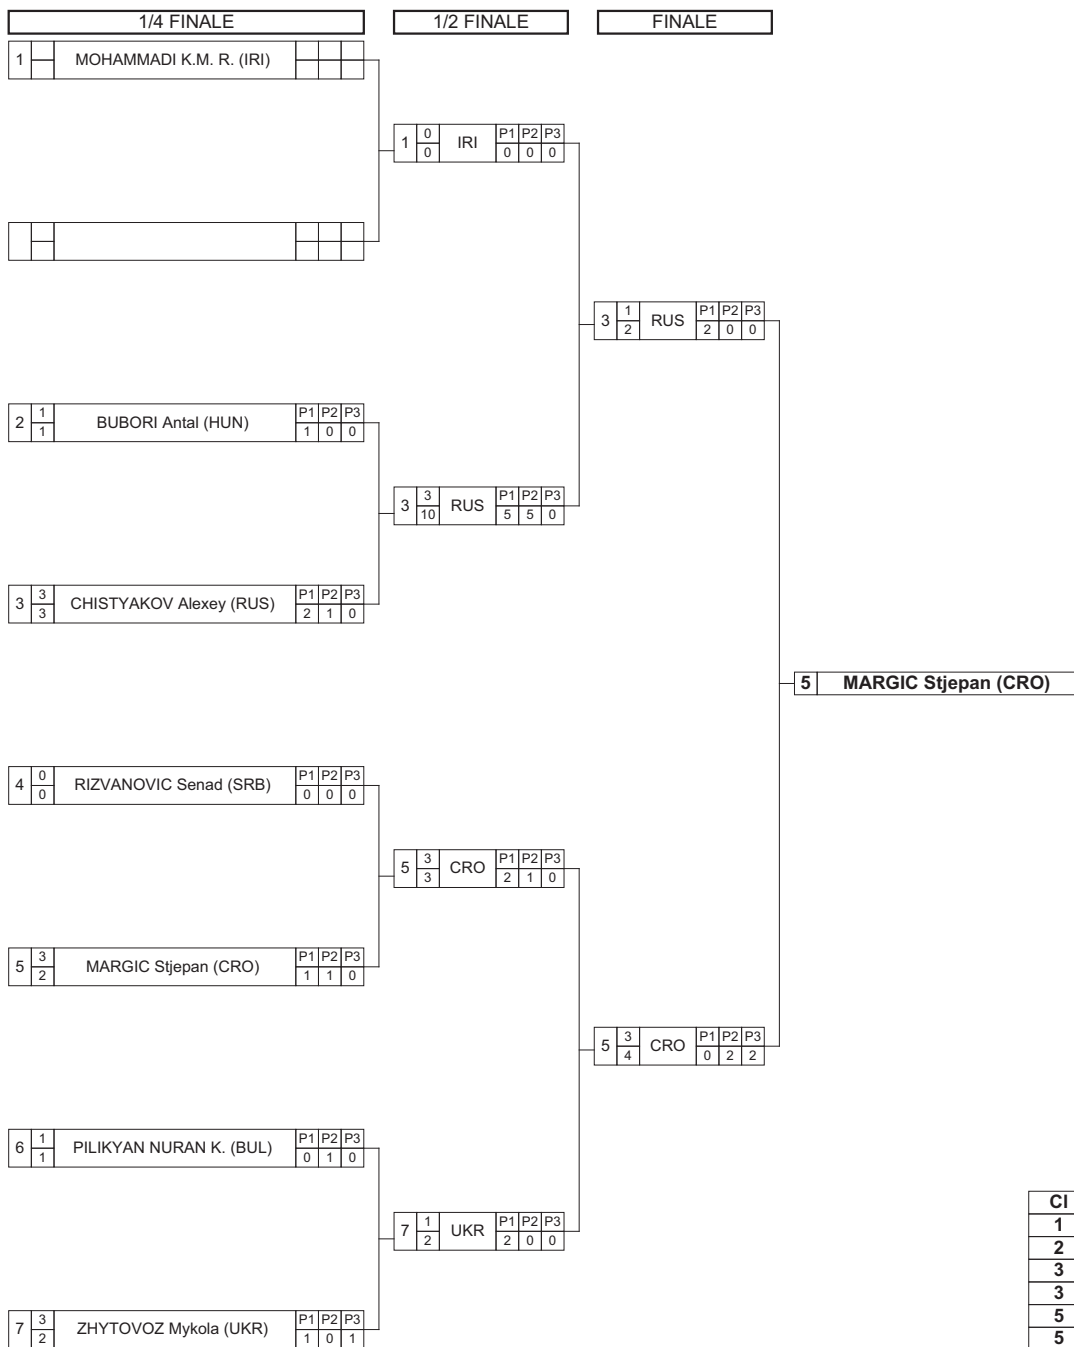 1/4 FINALE 1/2 FINALE FINALE
1 MOHAMMADI K.M. R. (IRI)
0 P1 P2 P3
1 IRI
0 0 0 0
1 P1 P2 P3
3 RUS
2 2 0 0
1 P1 P2 P3
2 BUBORI Antal (HUN)
1 1 0 0
3 P1 P2 P3
3 RUS
10 5 5 0
3 P1 P2 P3
3 CHISTYAKOV Alexey (RUS)
3 2 1 0
5 MARGIC Stjepan (CRO)
0 P1 P2 P3
4 RIZVANOVIC Senad (SRB)
0 0 0 0
3 P1 P2 P3
5 CRO
3 2 1 0
3 P1 P2 P3
5 MARGIC Stjepan (CRO)
2 1 1 0
3 P1 P2 P3
5 CRO
4 0 2 2
1 P1 P2 P3
6 PILIKYAN NURAN K. (BUL)
1 0 1 0
1 P1 P2 P3
7 UKR
2 2 0 0
3 P1 P2 P3
7 ZHYTOVOZ Mykola (UKR)
2 1 0 1
Cl
1
2
3
3
5
5